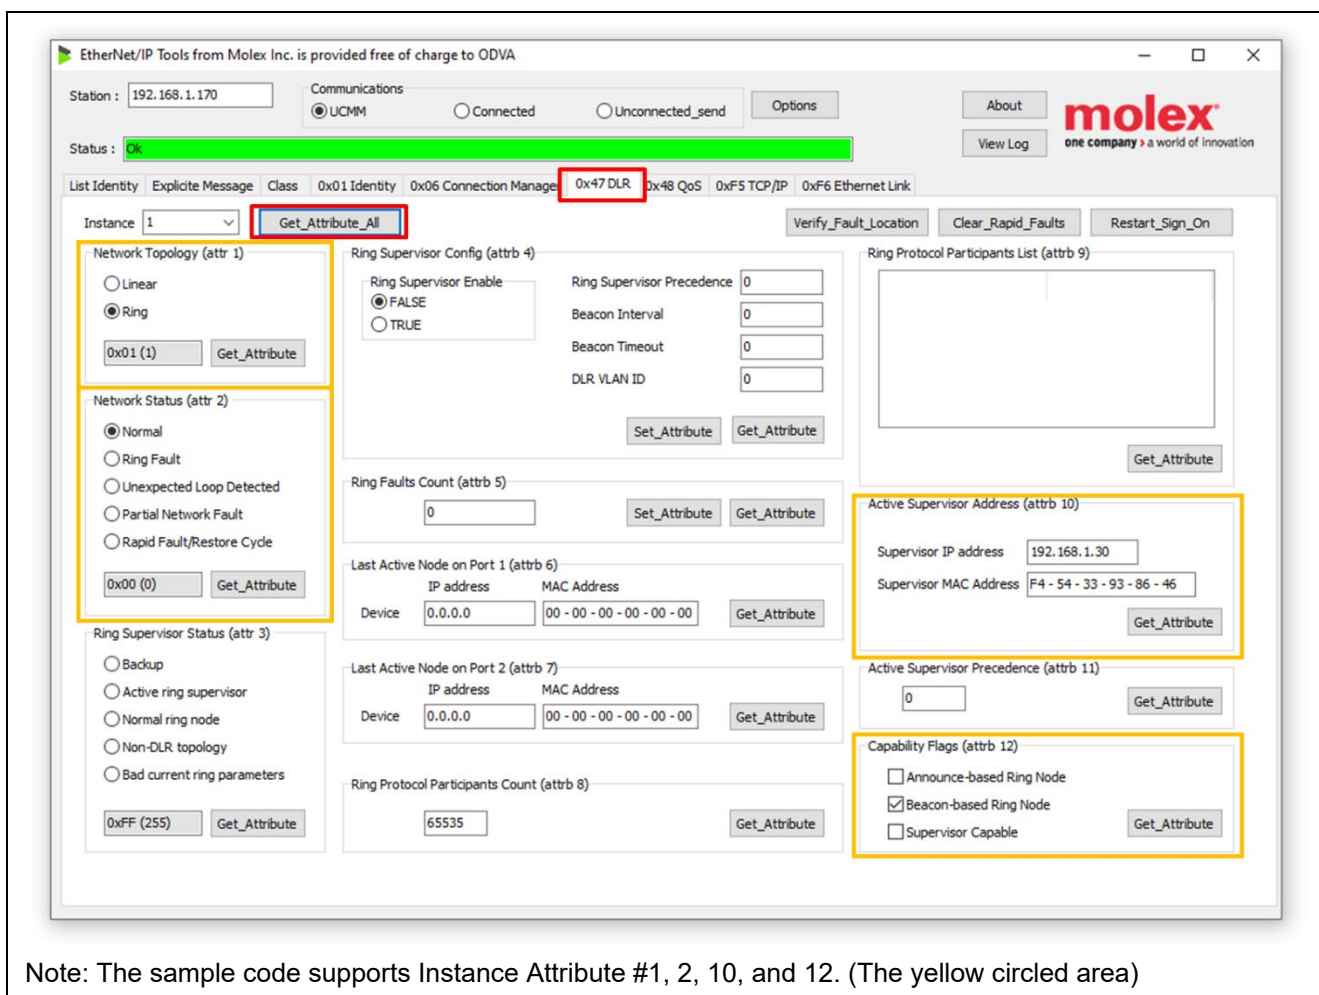 EtherNet/IP Tools from Molex Inc. is provided free of charge to ODVA
Station : 192.168.1.170
Communications
UCMM Connected Unconnected_send
Options
About
View Log
molex
one company > a world of innovation
Status : Ok
List Identity Explicite Message Class 0x01 Identity 0x06 Connection Manager 0x47 DLR 0x48 QoS 0xF5 TCP/IP 0xF6 Ethernet Link
Instance 1 Get_Attribute_All Verify_Fault_Location Clear_Rapid_Faults Restart_Sign_On
Network Topology (attr 1)
Linear
Ring
0x01 (1) Get_Attribute
Network Status (attr 2)
Normal
Ring Fault
Unexpected Loop Detected
Partial Network Fault
Rapid Fault/Restore Cycle
0x00 (0) Get_Attribute
Ring Supervisor Status (attr 3)
Backup
Active ring supervisor
Normal ring node
Non-DLR topology
Bad current ring parameters
0xFF (255) Get_Attribute
Ring Supervisor Config (attrb 4)
Ring Supervisor Enable
FALSE
TRUE
Ring Supervisor Precedence 0
Beacon Interval 0
Beacon Timeout 0
DLR VLAN ID 0
Set_Attribute Get_Attribute
Ring Faults Count (attrb 5)
0 Set_Attribute Get_Attribute
Last Active Node on Port 1 (attrb 6)
IP address MAC Address
Device 0.0.0.0 00 - 00 - 00 - 00 - 00 - 00 Get_Attribute
Last Active Node on Port 2 (attrb 7)
IP address MAC Address
Device 0.0.0.0 00 - 00 - 00 - 00 - 00 - 00 Get_Attribute
Ring Protocol Participants Count (attrb 8)
65535 Get_Attribute
Ring Protocol Participants List (attrb 9)
Get_Attribute
Active Supervisor Address (attrb 10)
Supervisor IP address 192.168.1.30
Supervisor MAC Address F4 - 54 - 33 - 93 - 86 - 46
Get_Attribute
Active Supervisor Precedence (attrb 11)
0 Get_Attribute
Capability Flags (attrb 12)
Announce-based Ring Node
Beacon-based Ring Node
Supervisor Capable
Get_Attribute
Note: The sample code supports Instance Attribute #1, 2, 10, and 12. (The yellow circled area)